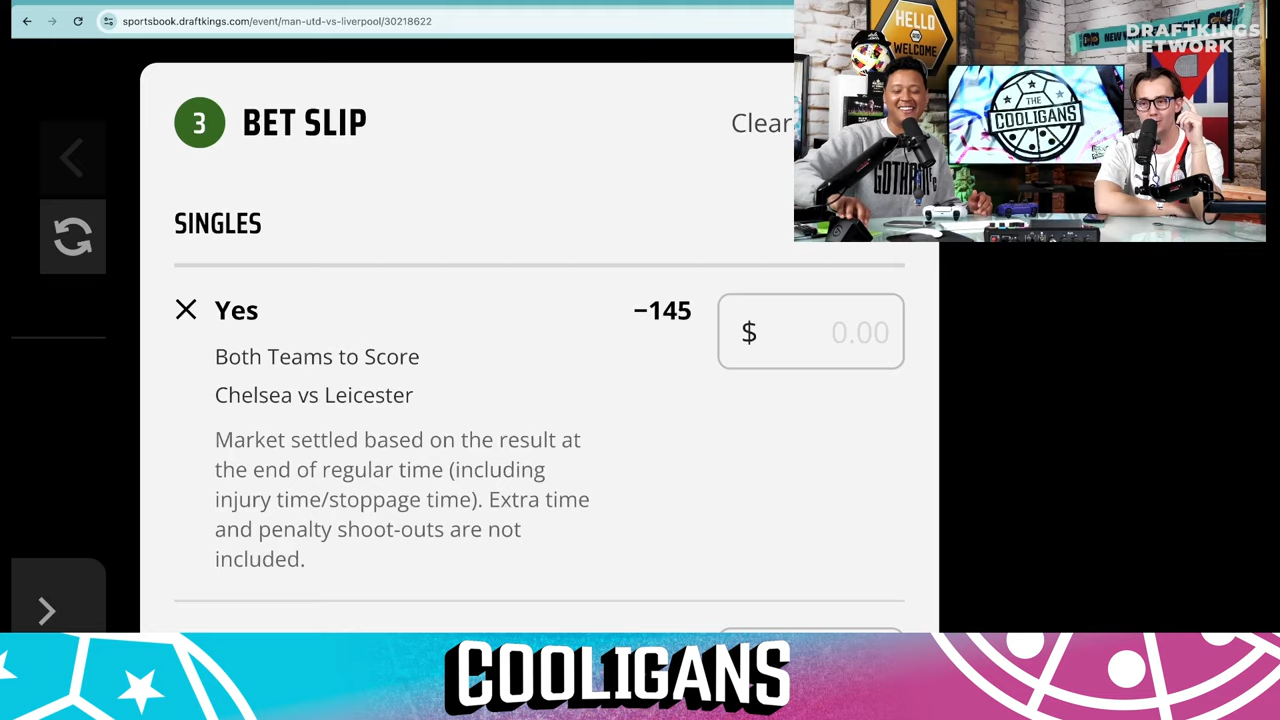 sportsbook.draftkings.com/event/man-utd-vs-liverpool/30218622
DRAFTKINGS
NETWORK
HELLO
WELCOME
THE
COOLIGANS
3 BET SLIP
Clear
SINGLES
Yes
−145
$ 0.00
Both Teams to Score
Chelsea vs Leicester
Market settled based on the result at
the end of regular time (including
injury time/stoppage time). Extra time
and penalty shoot-outs are not
included.
COOLIGANS